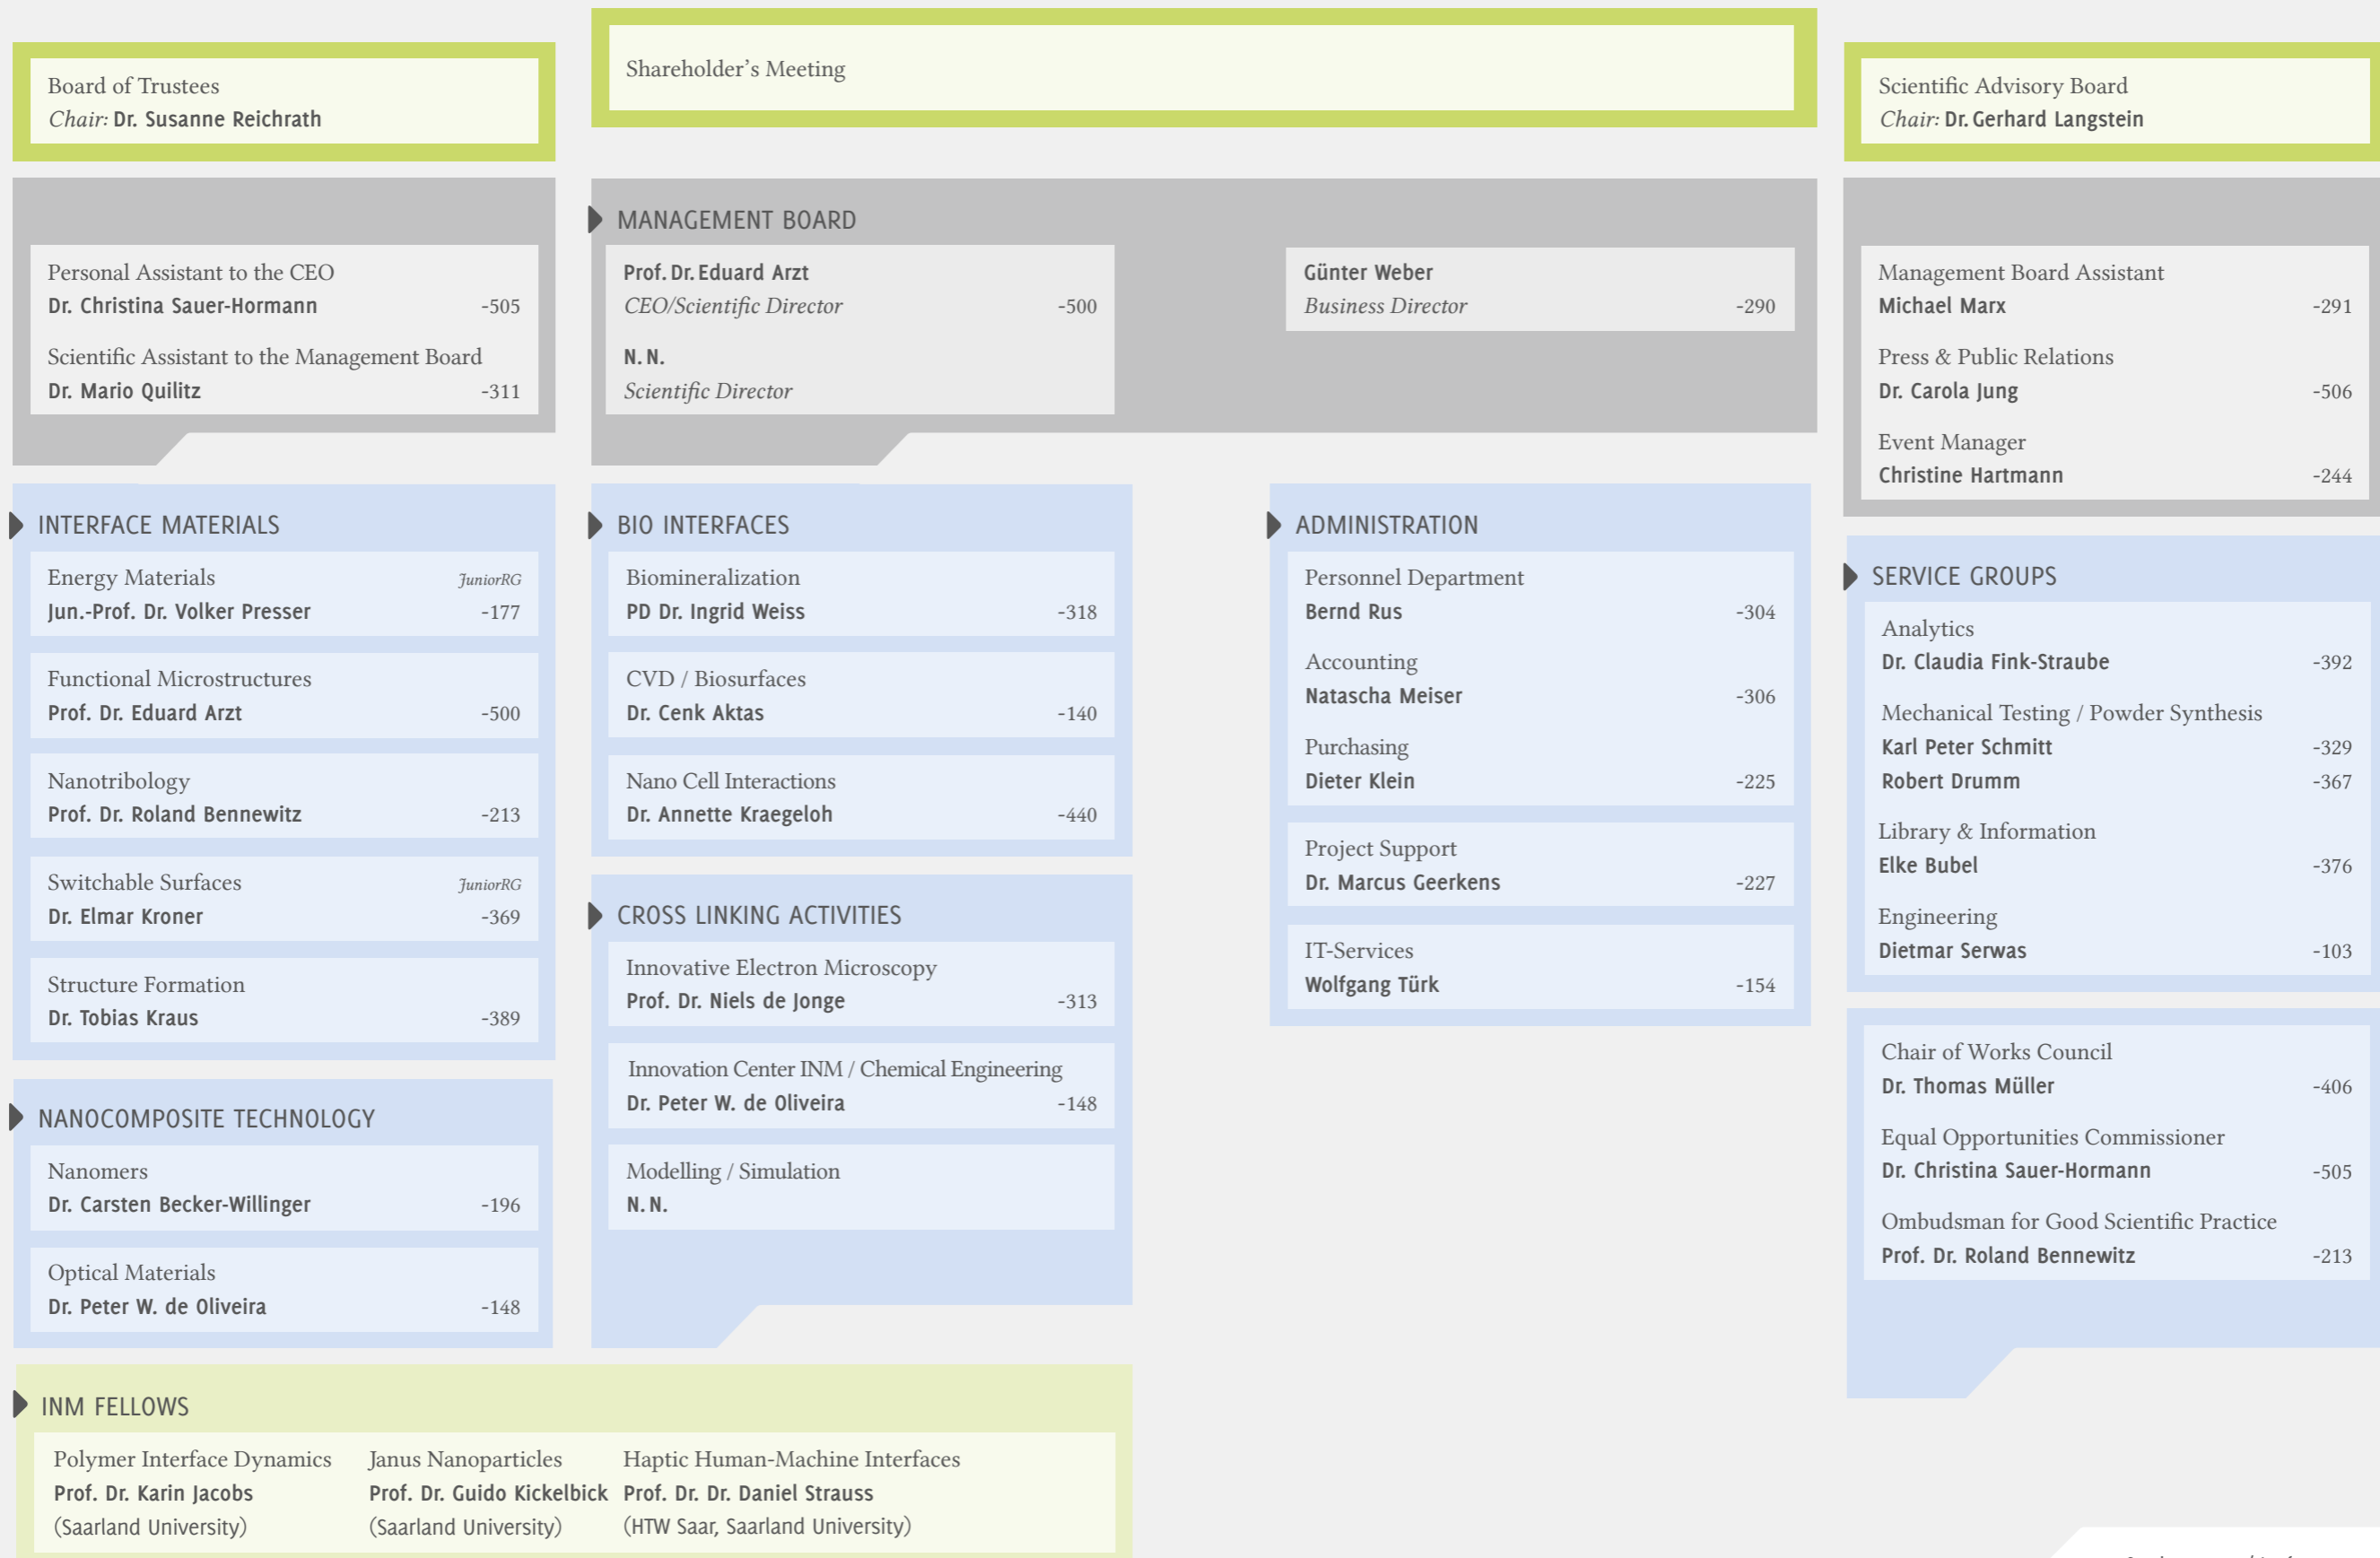 Board of Trustees
Chair: Dr. Susanne Reichrath
Shareholder’s Meeting
Scientific Advisory Board
Chair: Dr. Gerhard Langstein
Personal Assistant to the CEO
Dr. Christina Sauer-Hormann -505
Scientific Assistant to the Management Board
Dr. Mario Quilitz -311
MANAGEMENT BOARD
Prof. Dr. Eduard Arzt
CEO/Scientific Director -500
N. N.
Scientific Director
Günter Weber
Business Director -290
Management Board Assistant
Michael Marx -291
Press & Public Relations
Dr. Carola Jung -506
Event Manager
Christine Hartmann -244
INTERFACE MATERIALS
Energy Materials JuniorRG
Jun.-Prof. Dr. Volker Presser -177
Functional Microstructures
Prof. Dr. Eduard Arzt -500
Nanotribology
Prof. Dr. Roland Bennewitz -213
Switchable Surfaces JuniorRG
Dr. Elmar Kroner -369
Structure Formation
Dr. Tobias Kraus -389
NANOCOMPOSITE TECHNOLOGY
Nanomers
Dr. Carsten Becker-Willinger -196
Optical Materials
Dr. Peter W. de Oliveira -148
BIO INTERFACES
Biomineralization
PD Dr. Ingrid Weiss -318
CVD / Biosurfaces
Dr. Cenk Aktas -140
Nano Cell Interactions
Dr. Annette Kraegeloh -440
CROSS LINKING ACTIVITIES
Innovative Electron Microscopy
Prof. Dr. Niels de Jonge -313
Innovation Center INM / Chemical Engineering
Dr. Peter W. de Oliveira -148
Modelling / Simulation
N. N.
ADMINISTRATION
Personnel Department
Bernd Rus -304
Accounting
Natascha Meiser -306
Purchasing
Dieter Klein -225
Project Support
Dr. Marcus Geerkens -227
IT-Services
Wolfgang Türk -154
SERVICE GROUPS
Analytics
Dr. Claudia Fink-Straube -392
Mechanical Testing / Powder Synthesis
Karl Peter Schmitt -329
Robert Drumm -367
Library & Information
Elke Bubel -376
Engineering
Dietmar Serwas -103
Chair of Works Council
Dr. Thomas Müller -406
Equal Opportunities Commissioner
Dr. Christina Sauer-Hormann -505
Ombudsman for Good Scientific Practice
Prof. Dr. Roland Bennewitz -213
INM FELLOWS
Polymer Interface Dynamics
Prof. Dr. Karin Jacobs
(Saarland University)
Janus Nanoparticles
Prof. Dr. Guido Kickelbick
(Saarland University)
Haptic Human-Machine Interfaces
Prof. Dr. Dr. Daniel Strauss
(HTW Saar, Saarland University)